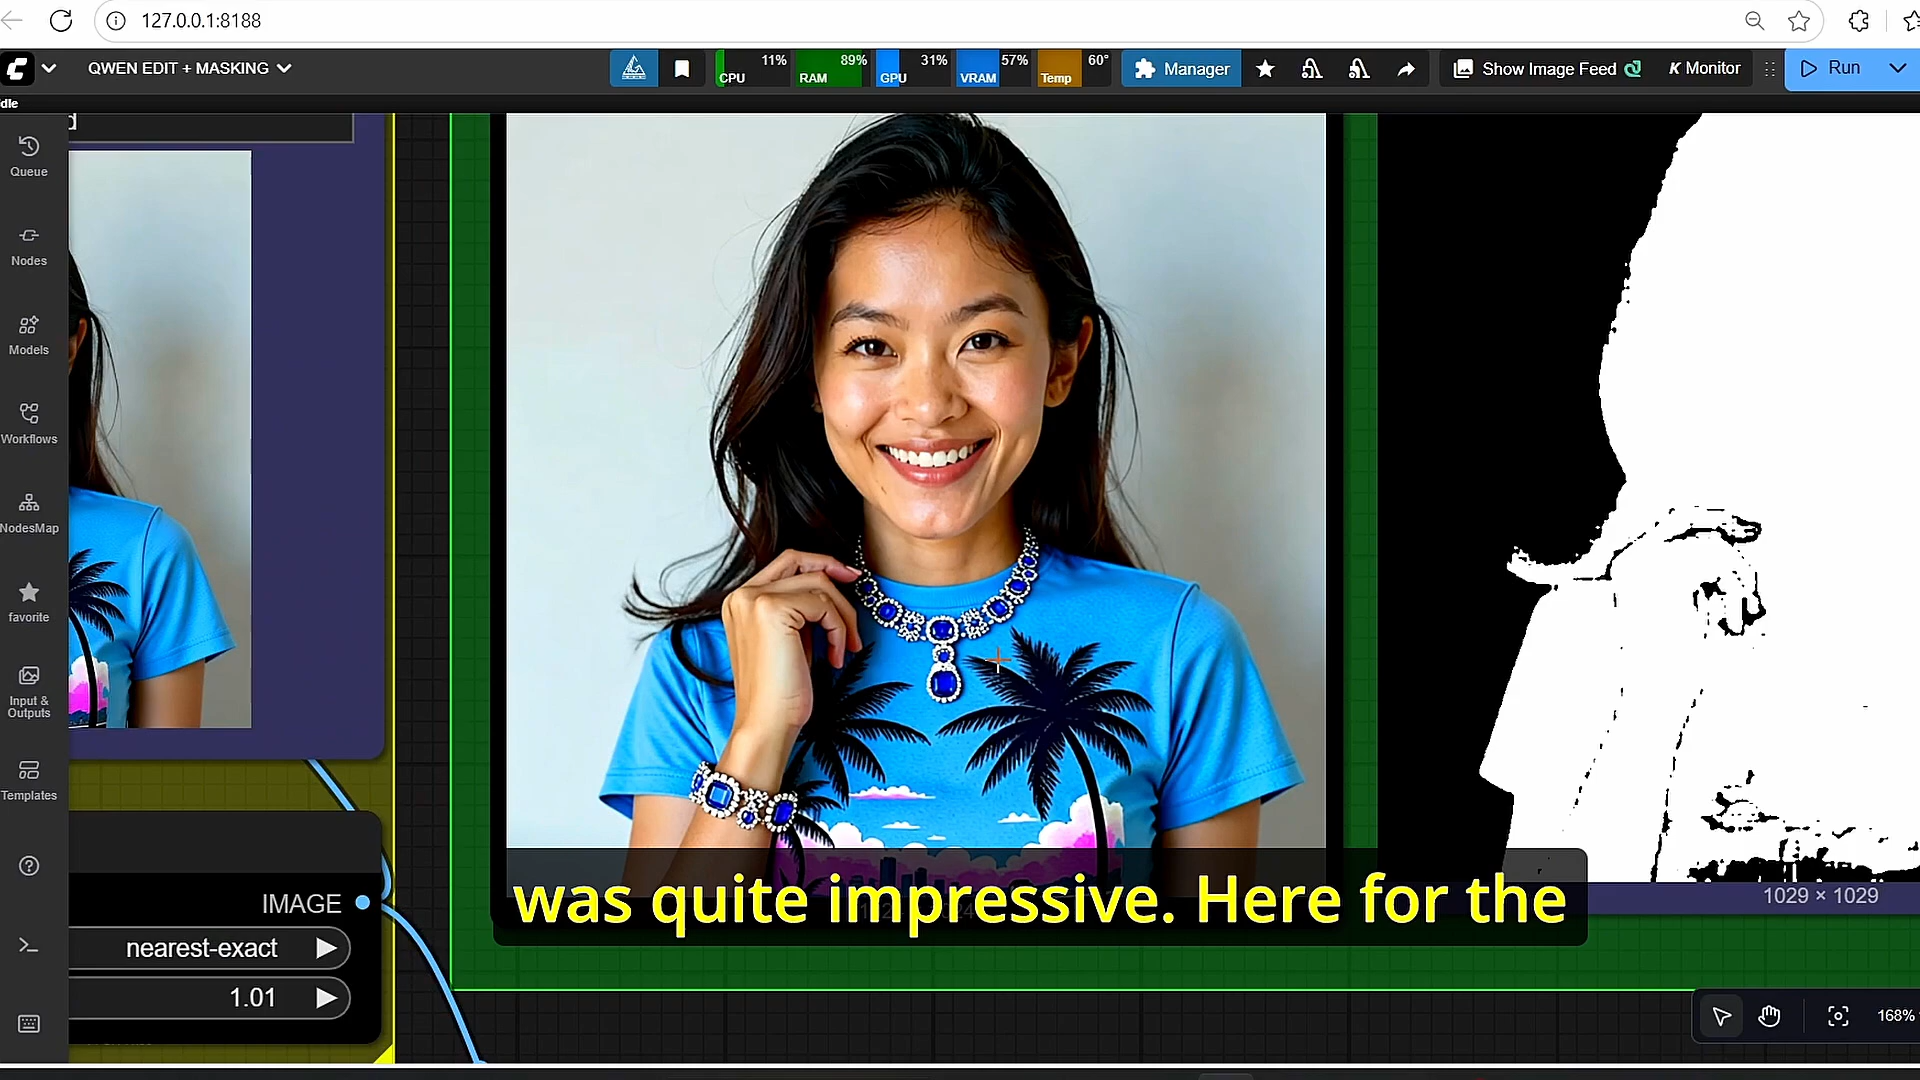 127.0.0.1:8188
QWEN EDIT + MASKING
CPU 11%
RAM 89%
GPU 31%
VRAM 57%
Temp 60°
Manager
Show Image Feed
K Monitor
Run
dle
d
Queue
Nodes
Models
Workflows
NodesMap
favorite
Input &
Outputs
Templates
IMAGE
nearest-exact
1.01
was quite impressive. Here for the
1029 × 1029
168%